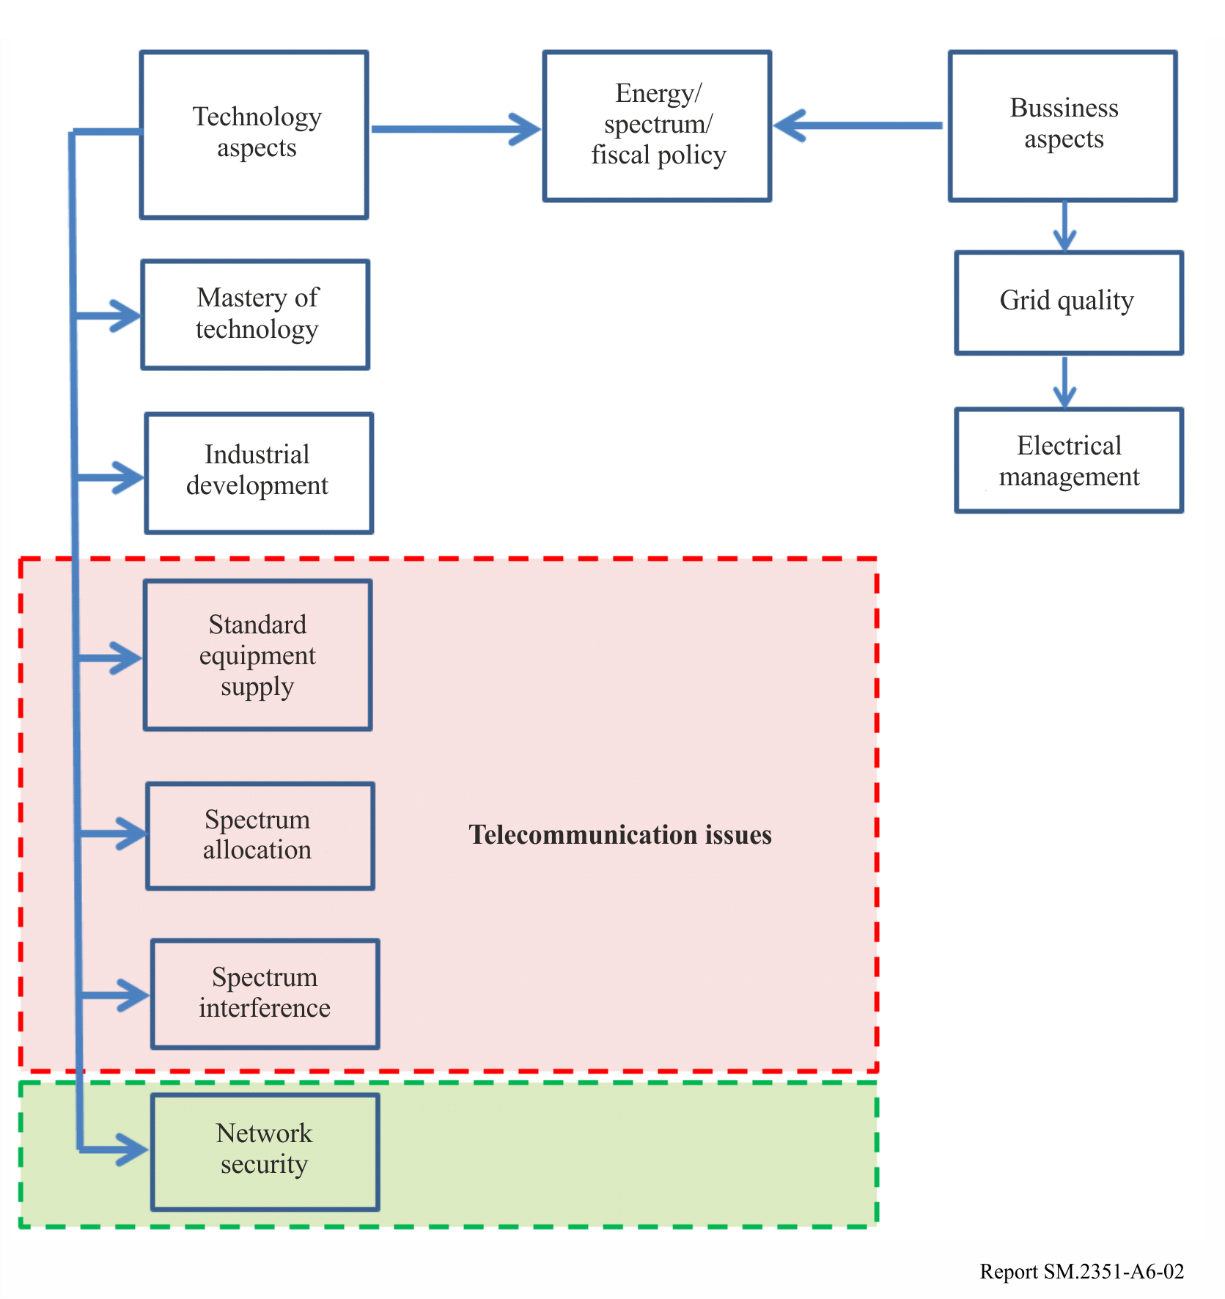 Technology
aspects
Energy/
spectrum/
fiscal policy
Bussiness
aspects
Mastery of
technology
Grid quality
Industrial
development
Electrical
management
Standard
equipment
supply
Spectrum
allocation
Telecommunication issues
Spectrum
interference
Network
security
Report SM.2351-A6-02